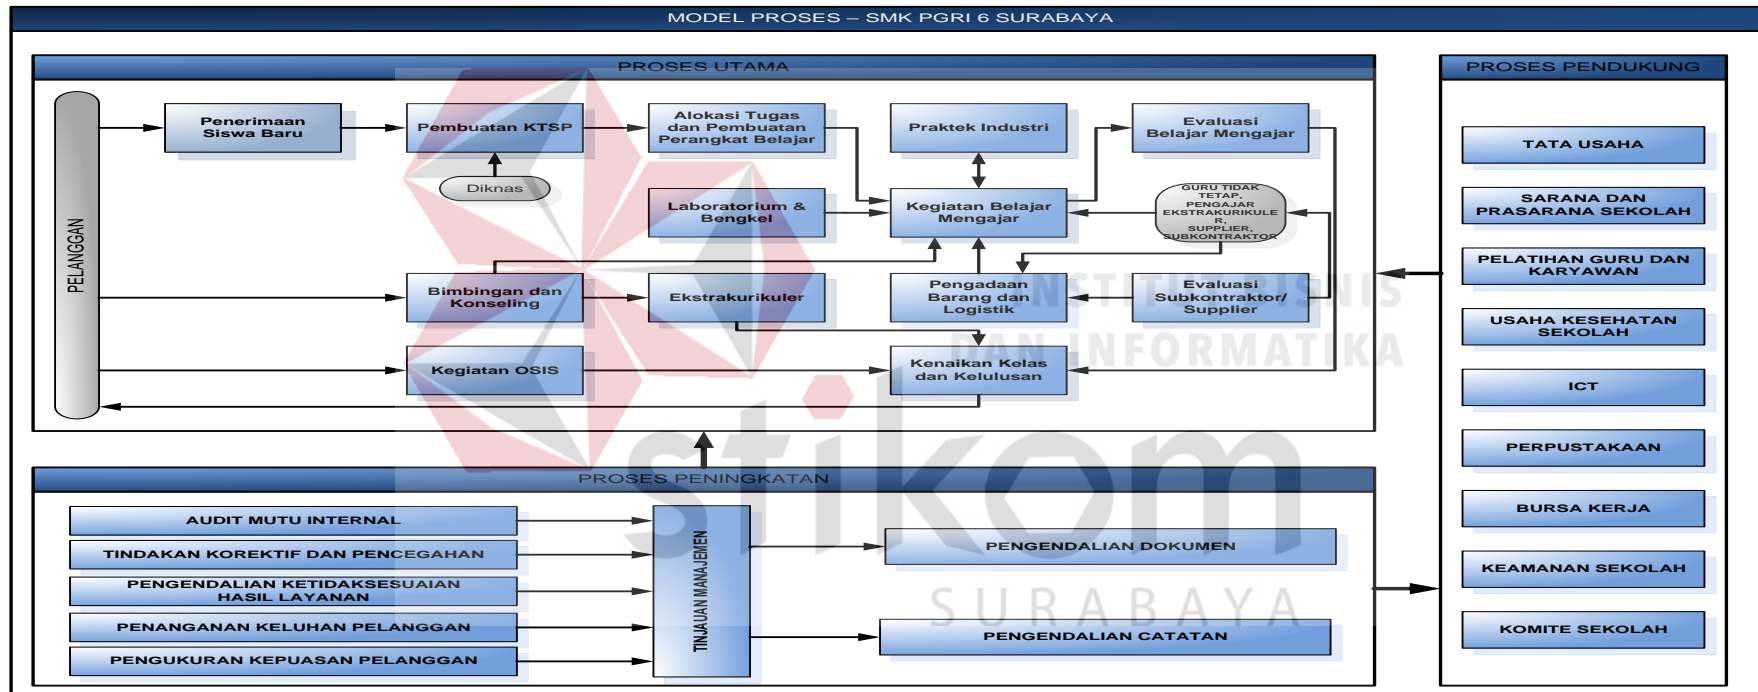 MODEL PROSES – SMK PGRI 6 SURABAYA
PROSES UTAMA
PELANGGAN
Penerimaan
Siswa Baru
Pembuatan KTSP
Alokasi Tugas
dan Pembuatan
Perangkat Belajar
Praktek Industri
Evaluasi
Belajar Mengajar
Diknas
Laboratorium &
Bengkel
Kegiatan Belajar
Mengajar
GURU TIDAK
TETAP,
PENGAJAR
EKSTRAKURIKULE
R,
SUPPLIER,
SUBKONTRAKTOR
Bimbingan dan
Konseling
Ekstrakurikuler
Pengadaan
Barang dan
Logistik
Evaluasi
Subkontraktor/
Supplier
Kegiatan OSIS
Kenaikan Kelas
dan Kelulusan
PROSES PENDUKUNG
TATA USAHA
SARANA DAN
PRASARANA SEKOLAH
PELATIHAN GURU DAN
KARYAWAN
USAHA KESEHATAN
SEKOLAH
ICT
PERPUSTAKAAN
BURSA KERJA
KEAMANAN SEKOLAH
KOMITE SEKOLAH
PROSES PENINGKATAN
AUDIT MUTU INTERNAL
TINDAKAN KOREKTIF DAN PENCEGAHAN
PENGENDALIAN KETIDAKSESUAIAN
HASIL LAYANAN
PENANGANAN KELUHAN PELANGGAN
PENGUKURAN KEPUASAN PELANGGAN
TINJAUAN MANAJEMEN
PENGENDALIAN DOKUMEN
PENGENDALIAN CATATAN
INSTITUT BISNIS
DAN INFORMATIKA
stikom
SURABAYA